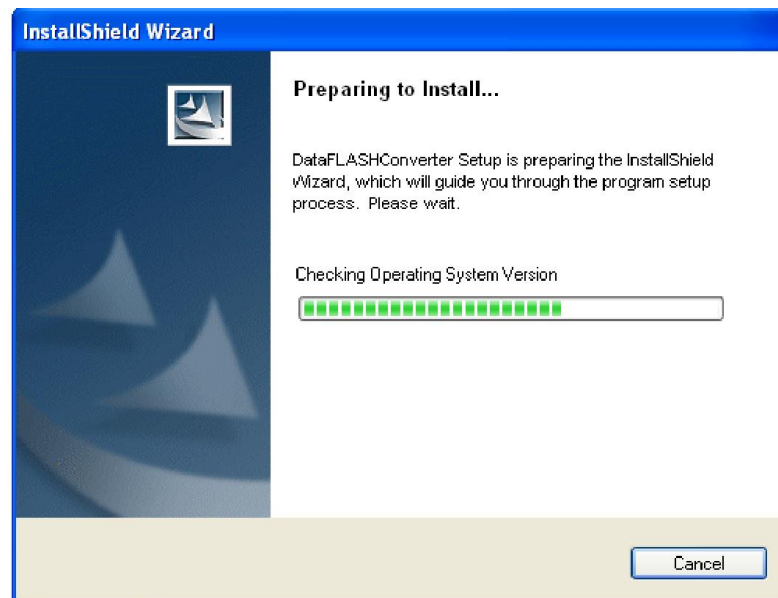 InstallShield Wizard
Preparing to Install...
DataFLASHConverter Setup is preparing the InstallShield
Wizard, which will guide you through the program setup
process. Please wait.
Checking Operating System Version
Cancel